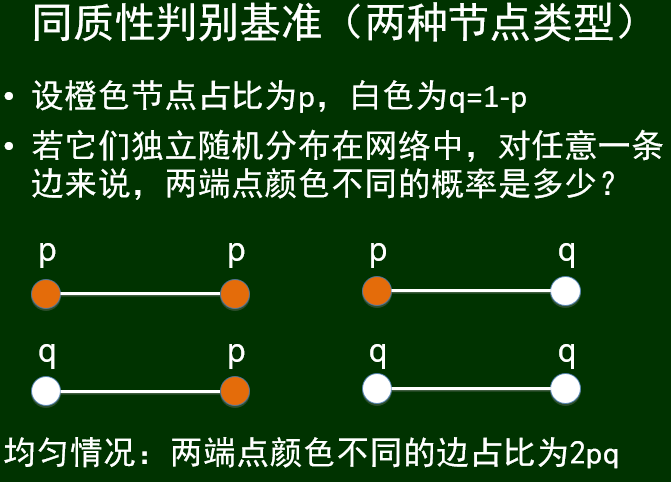 同质性判别基准（两种节点类型）
• 设橙色节点占比为p，白色为q=1-p
• 若它们独立随机分布在网络中，对任意一条
边来说，两端点颜色不同的概率是多少？
p p p q
q p q q
均匀情况：两端点颜色不同的边占比为2pq